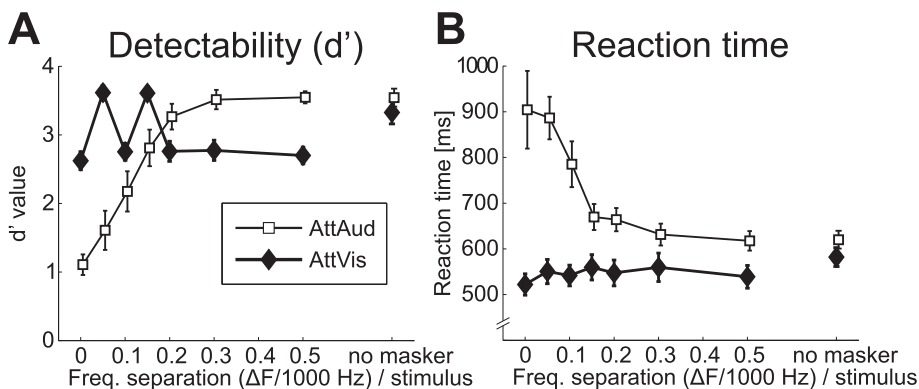 A
Detectability (d’)
4
3
2
1
0
d’ value
AttAud
AttVis
0 0.1 0.2 0.3 0.4 0.5 no masker
Freq. separation (ΔF/1000 Hz) / stimulus
B
Reaction time
1000
900
800
700
600
500
Reaction time [ms]
0 0.1 0.2 0.3 0.4 0.5 no masker
Freq. separation (ΔF/1000 Hz) / stimulus